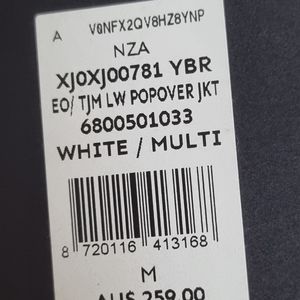 A V0NFX2QV8HZ8YNP
NZA
XJ0XJ00781 YBR
EO/ TJM LW POPOVER JKT
6800501033
WHITE / MULTI
8 720116 413168
M
AU$ 259.00